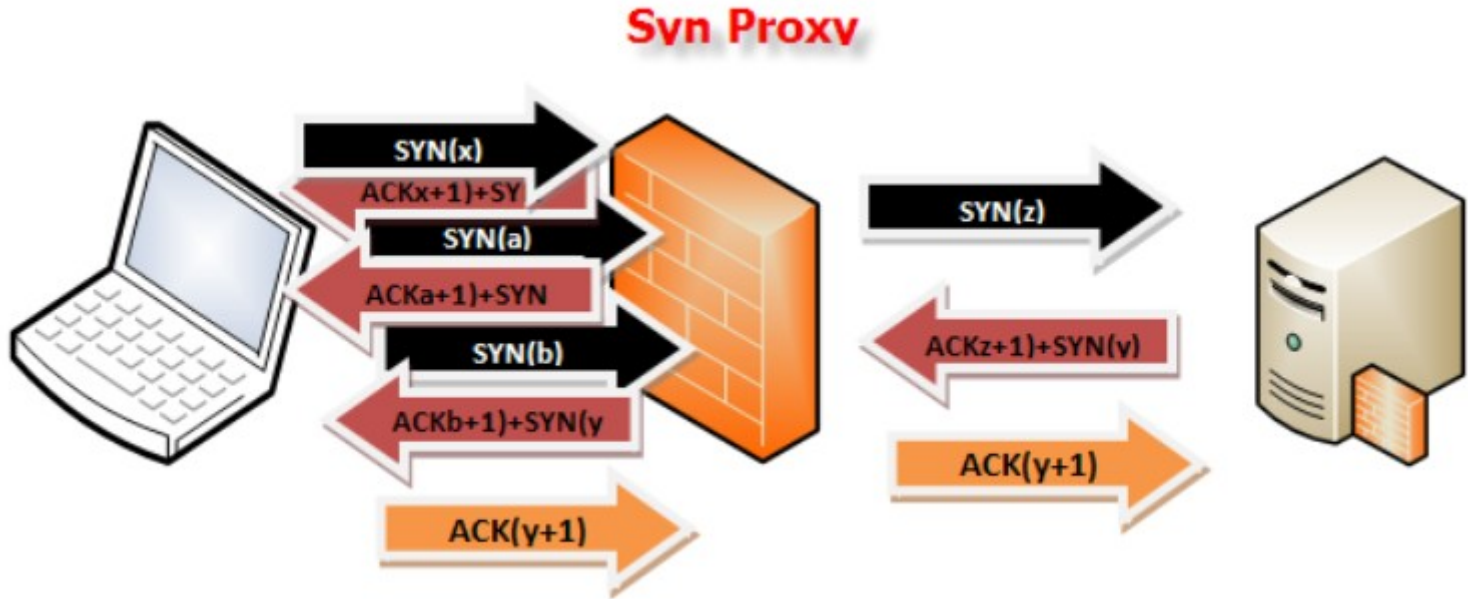 Syn Proxy
SYN(x)
ACKx+1)+SY
SYN(a)
ACKa+1)+SYN
SYN(b)
ACKb+1)+SYN(y
ACK(y+1)
SYN(z)
ACKz+1)+SYN(y)
ACK(y+1)